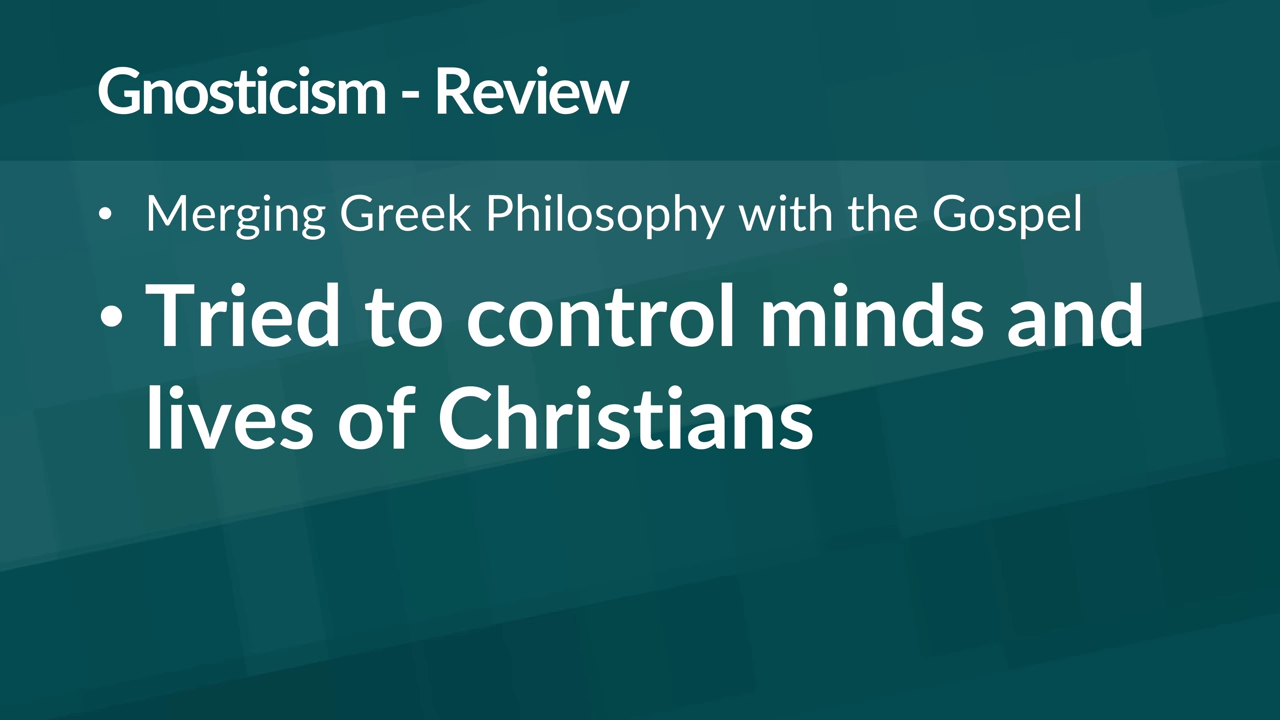 Gnosticism - Review
• Merging Greek Philosophy with the Gospel
• Tried to control minds and
lives of Christians